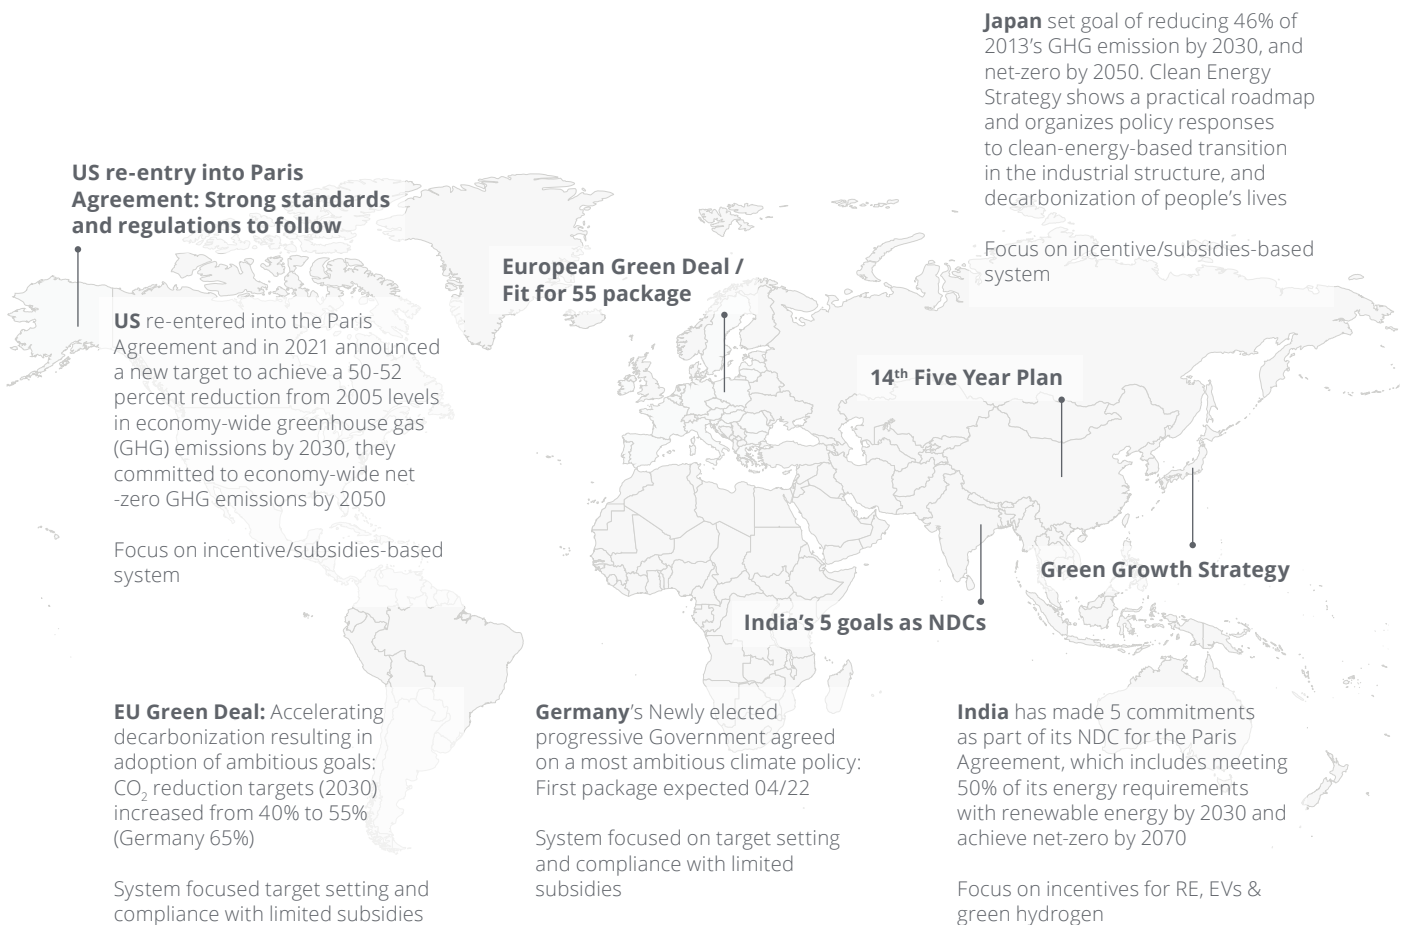 Japan set goal of reducing 46% of
2013's GHG emission by 2030, and
net-zero by 2050. Clean Energy
Strategy shows a practical roadmap
and organizes policy responses
to clean-energy-based transition
in the industrial structure, and
decarbonization of people's lives
Focus on incentive/subsidies-based
system
US re-entry into Paris
Agreement: Strong standards
and regulations to follow
European Green Deal /
Fit for 55 package
US re-entered into the Paris
Agreement and in 2021 announced
a new target to achieve a 50-52
percent reduction from 2005 levels
in economy-wide greenhouse gas
(GHG) emissions by 2030, they
committed to economy-wide net
-zero GHG emissions by 2050
Focus on incentive/subsidies-based
system
14th Five Year Plan
Green Growth Strategy
India's 5 goals as NDCs
EU Green Deal: Accelerating
decarbonization resulting in
adoption of ambitious goals:
CO2 reduction targets (2030)
increased from 40% to 55%
(Germany 65%)
System focused target setting and
compliance with limited subsidies
Germany's Newly elected
progressive Government agreed
on a most ambitious climate policy:
First package expected 04/22
System focused on target setting
and compliance with limited
subsidies
India has made 5 commitments
as part of its NDC for the Paris
Agreement, which includes meeting
50% of its energy requirements
with renewable energy by 2030 and
achieve net-zero by 2070
Focus on incentives for RE, EVs &
green hydrogen